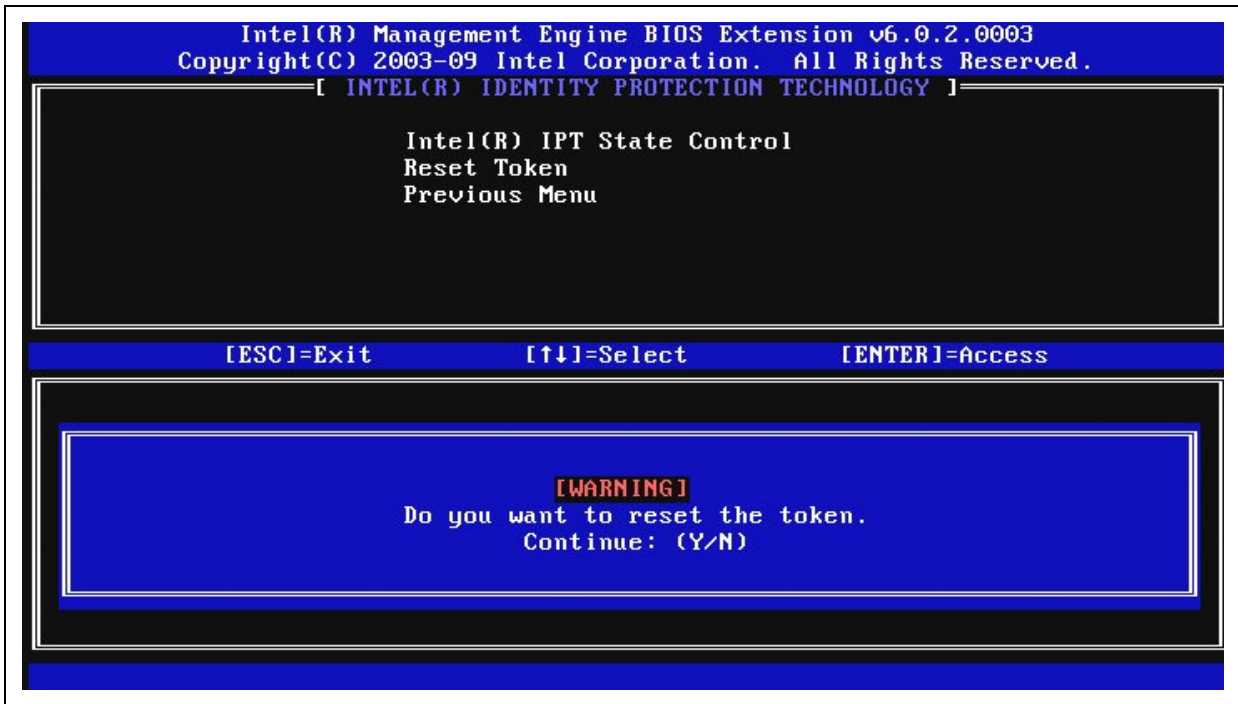 Intel(R) Management Engine BIOS Extension v6.0.2.0003
Copyright(C) 2003-09 Intel Corporation. All Rights Reserved.
[ INTEL(R) IDENTITY PROTECTION TECHNOLOGY ]
Intel(R) IPT State Control
Reset Token
Previous Menu
[ESC]=Exit [↑↓]=Select [ENTER]=Access
[WARNING]
Do you want to reset the token.
Continue: (Y/N)